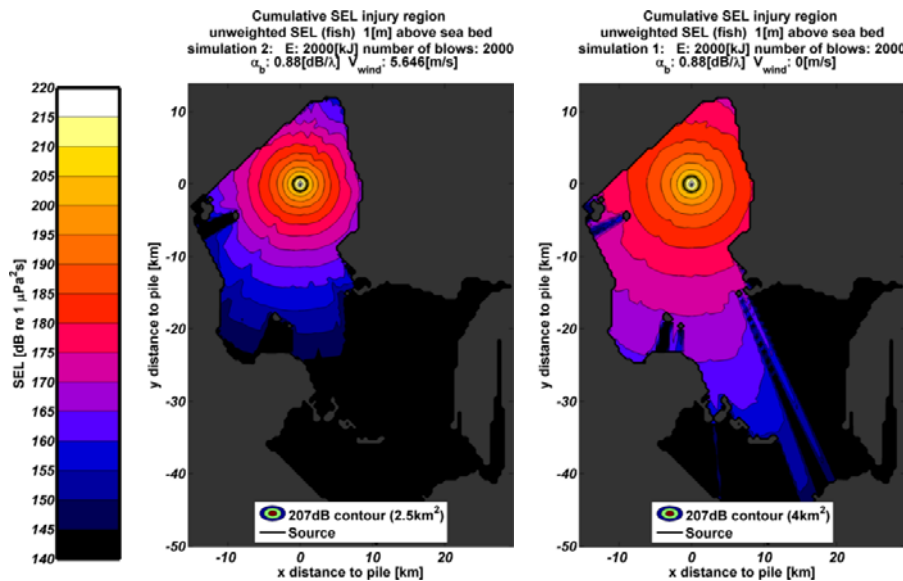 Cumulative SEL injury region
unweighted SEL (fish) 1[m] above sea bed
simulation 2: E: 2000[kJ] number of blows: 2000
α_b: 0.88[dB/λ] V_wind: 5.646[m/s]
Cumulative SEL injury region
unweighted SEL (fish) 1[m] above sea bed
simulation 1: E: 2000[kJ] number of blows: 2000
α_b: 0.88[dB/λ] V_wind: 0[m/s]
SEL [dB re 1 μPa²s]
220
215
210
205
200
195
190
185
180
175
170
165
160
155
150
145
140
y distance to pile [km]
10
0
-10
-20
-30
-40
-50
207dB contour (2.5km²)
Source
-10 0 10 20
x distance to pile [km]
y distance to pile [km]
10
0
-10
-20
-30
-40
-50
207dB contour (4km²)
Source
-10 0 10 20
x distance to pile [km]